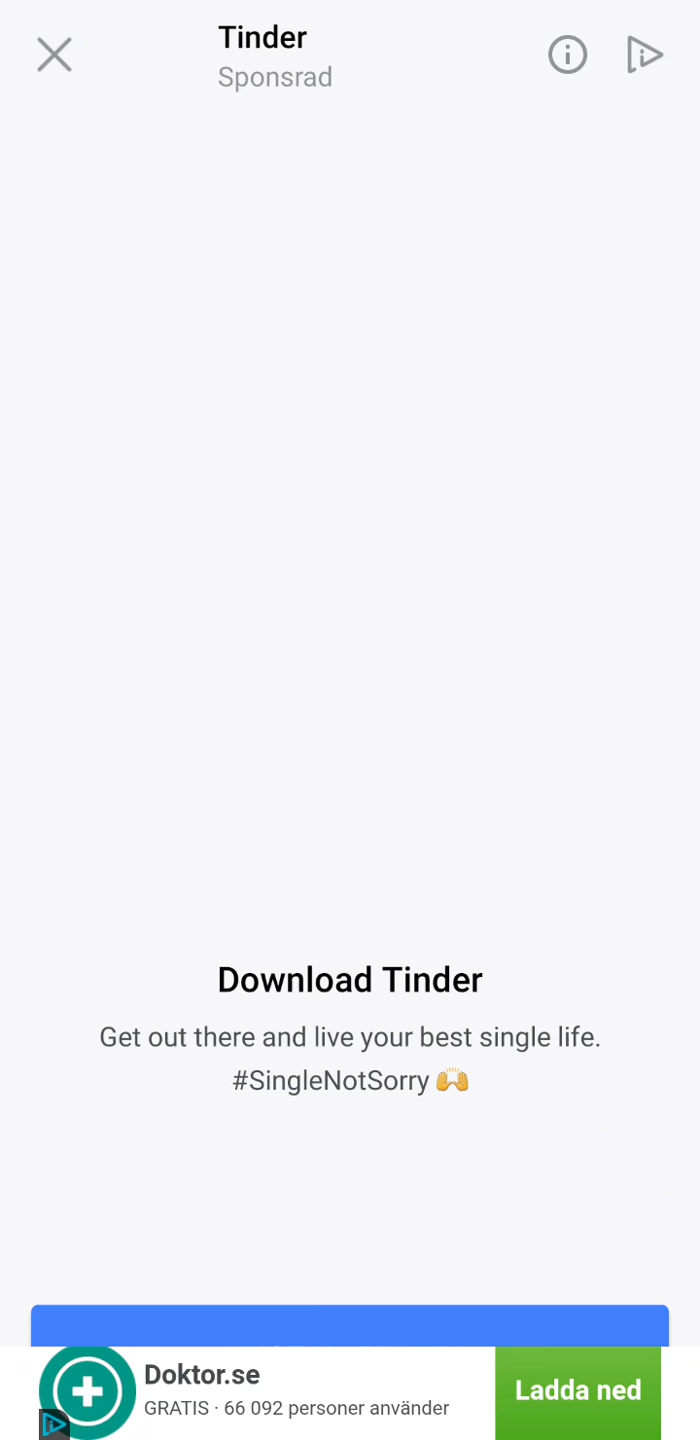 Tinder
Sponsrad
Download Tinder
Get out there and live your best single life.
#SingleNotSorry 🙌
Doktor.se
GRATIS · 66 092 personer använder
Ladda ned